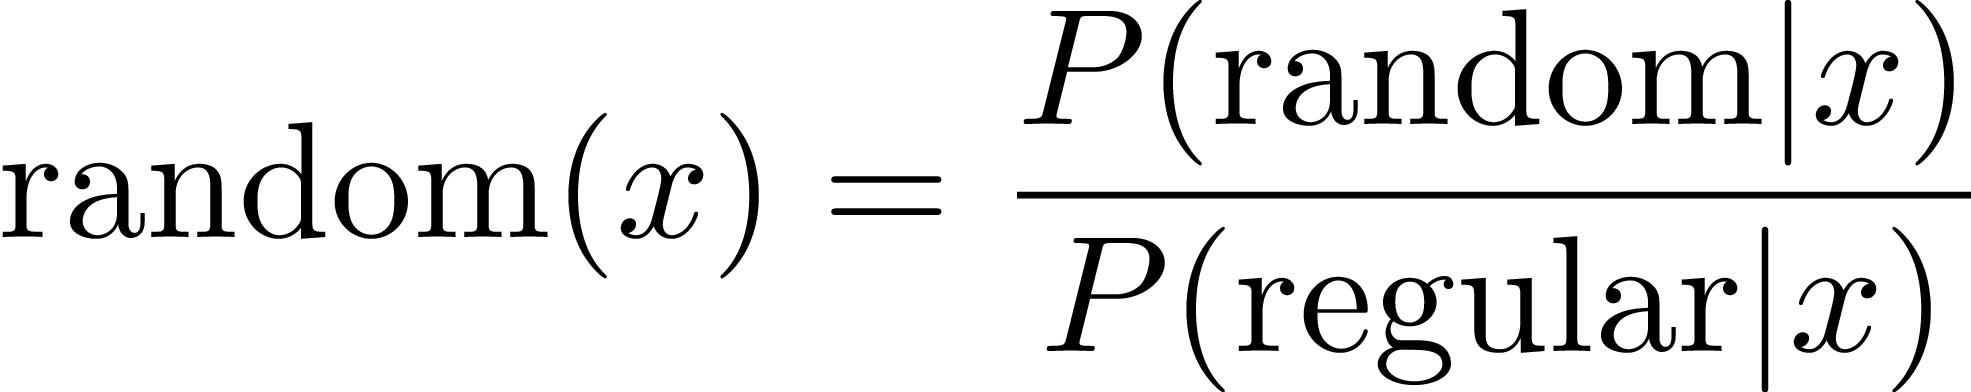 random(x) = P(random|x) / P(regular|x)